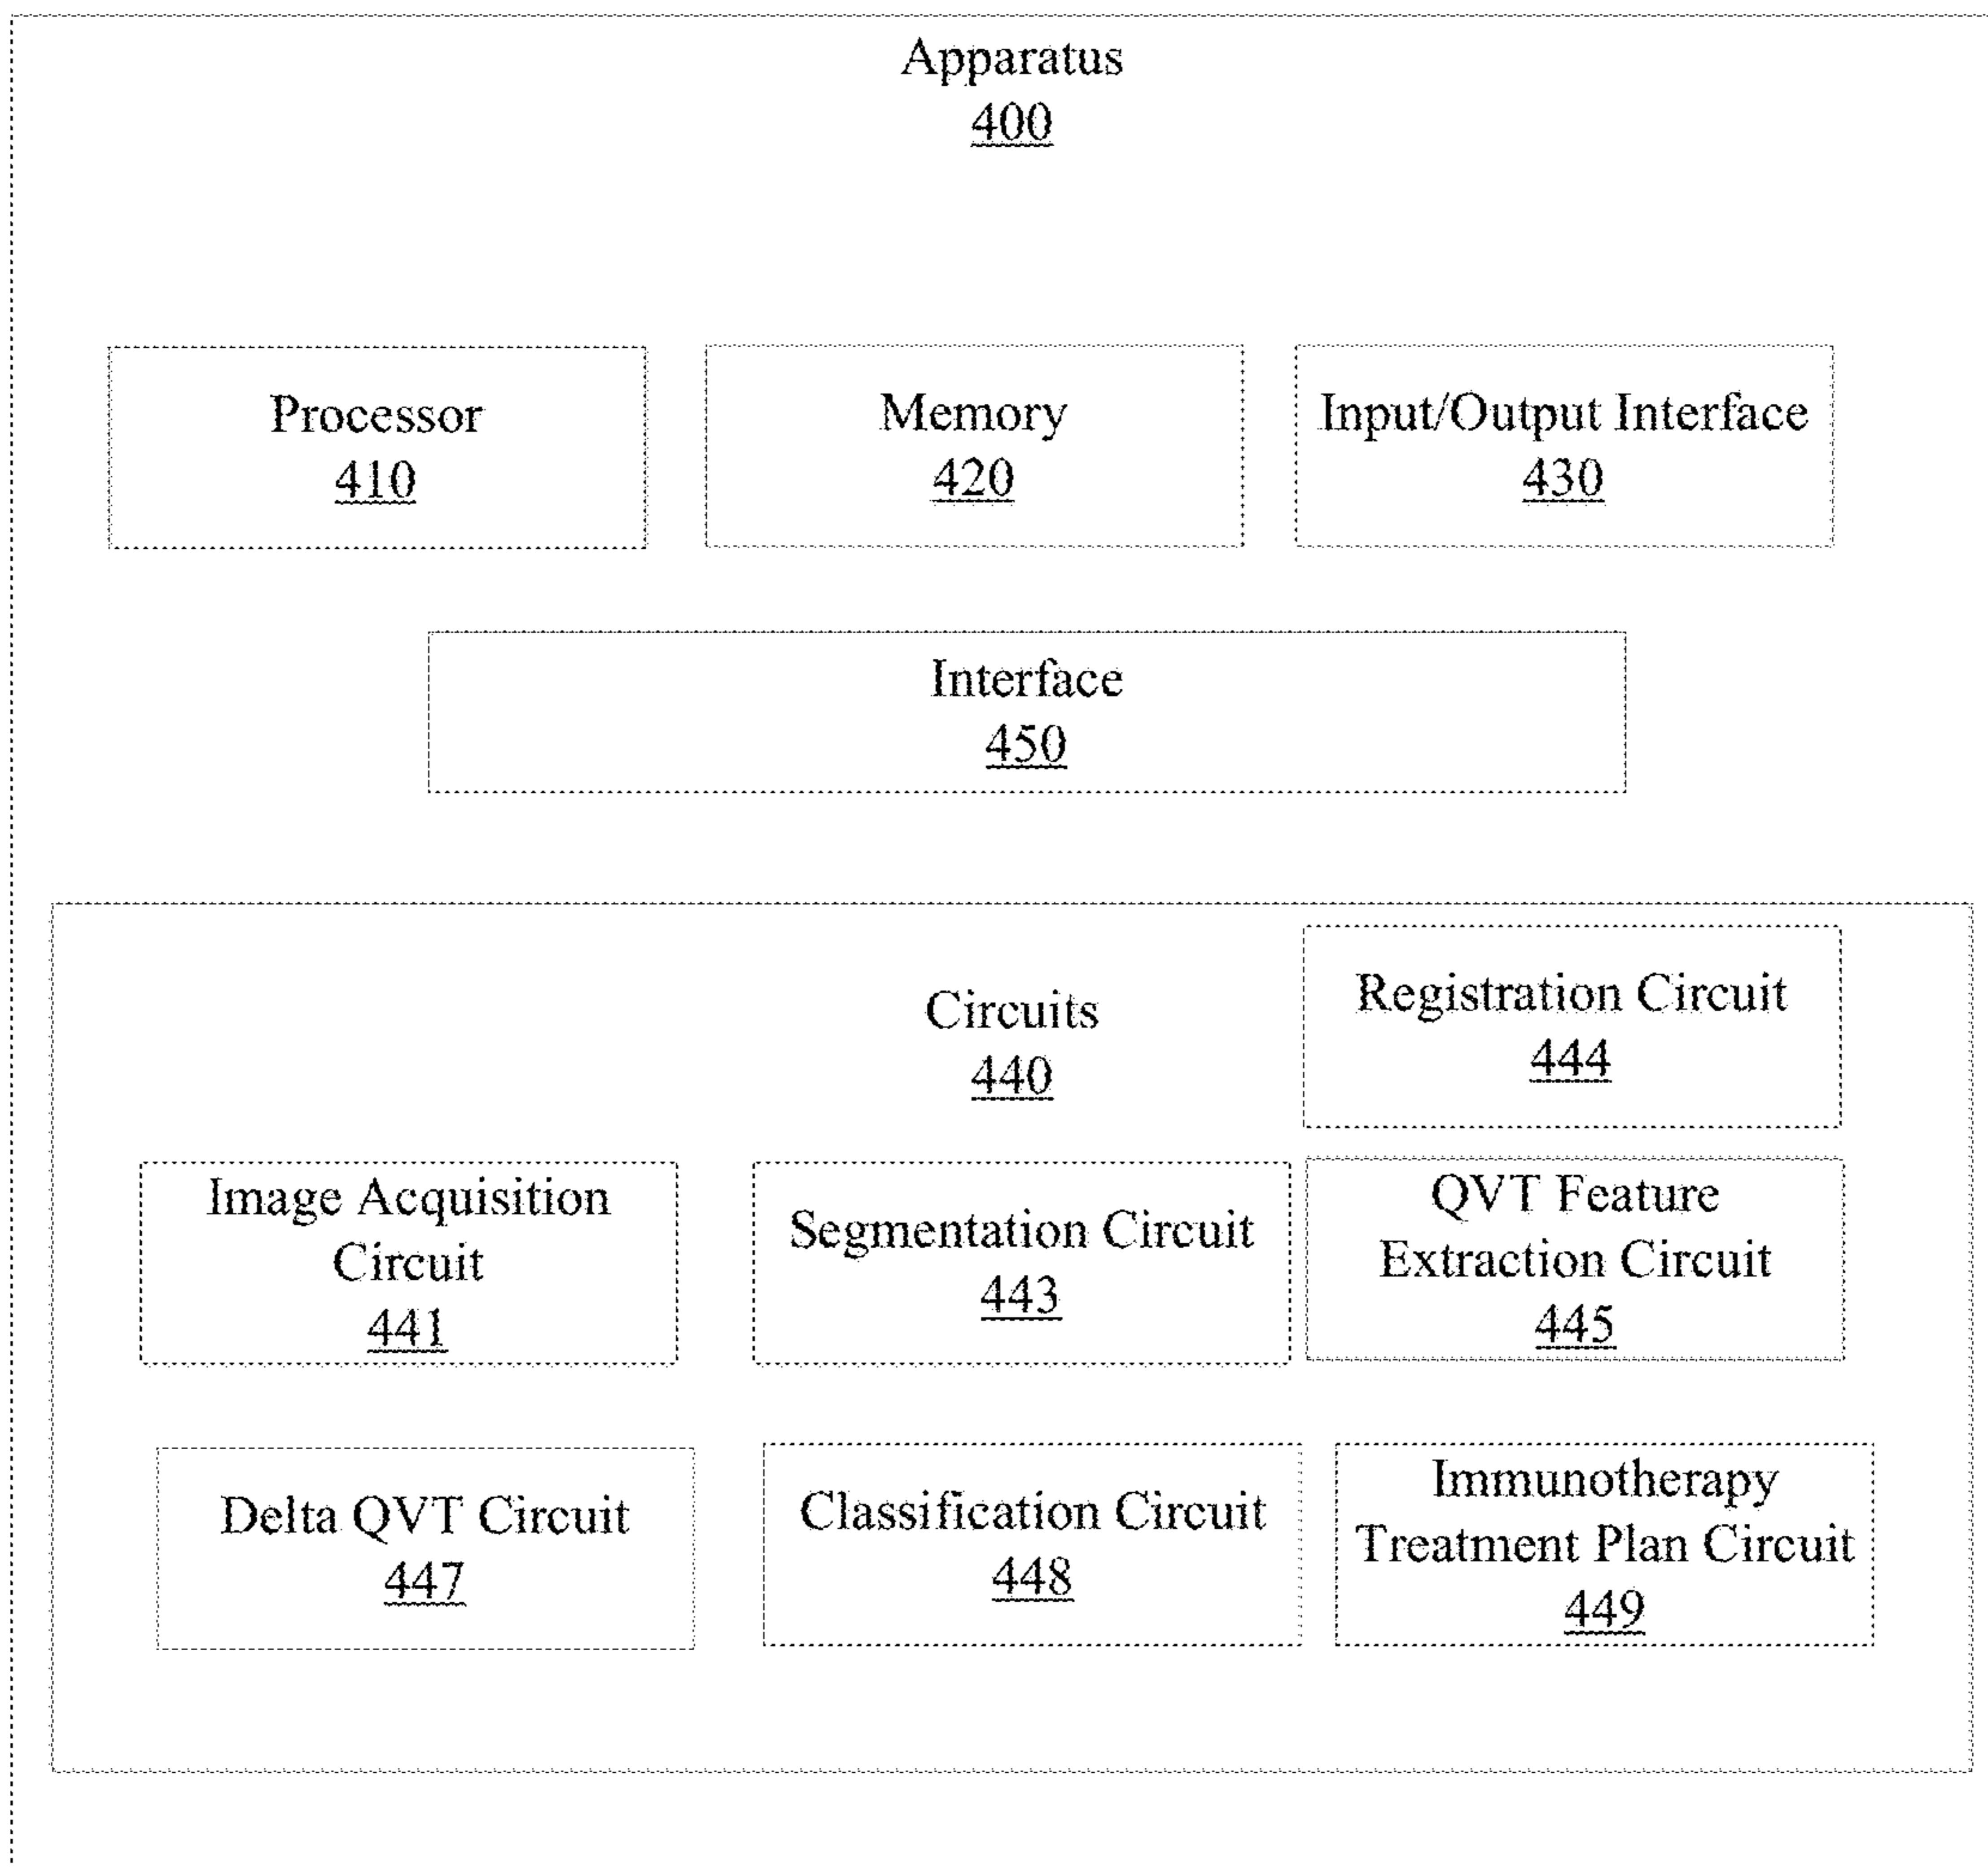 Apparatus
400
Processor
410
Memory
420
Input/Output Interface
430
Interface
450
Circuits
440
Registration Circuit
444
Image Acquisition
Circuit
441
Segmentation Circuit
443
QVT Feature
Extraction Circuit
445
Delta QVT Circuit
447
Classification Circuit
448
Immunotherapy
Treatment Plan Circuit
449